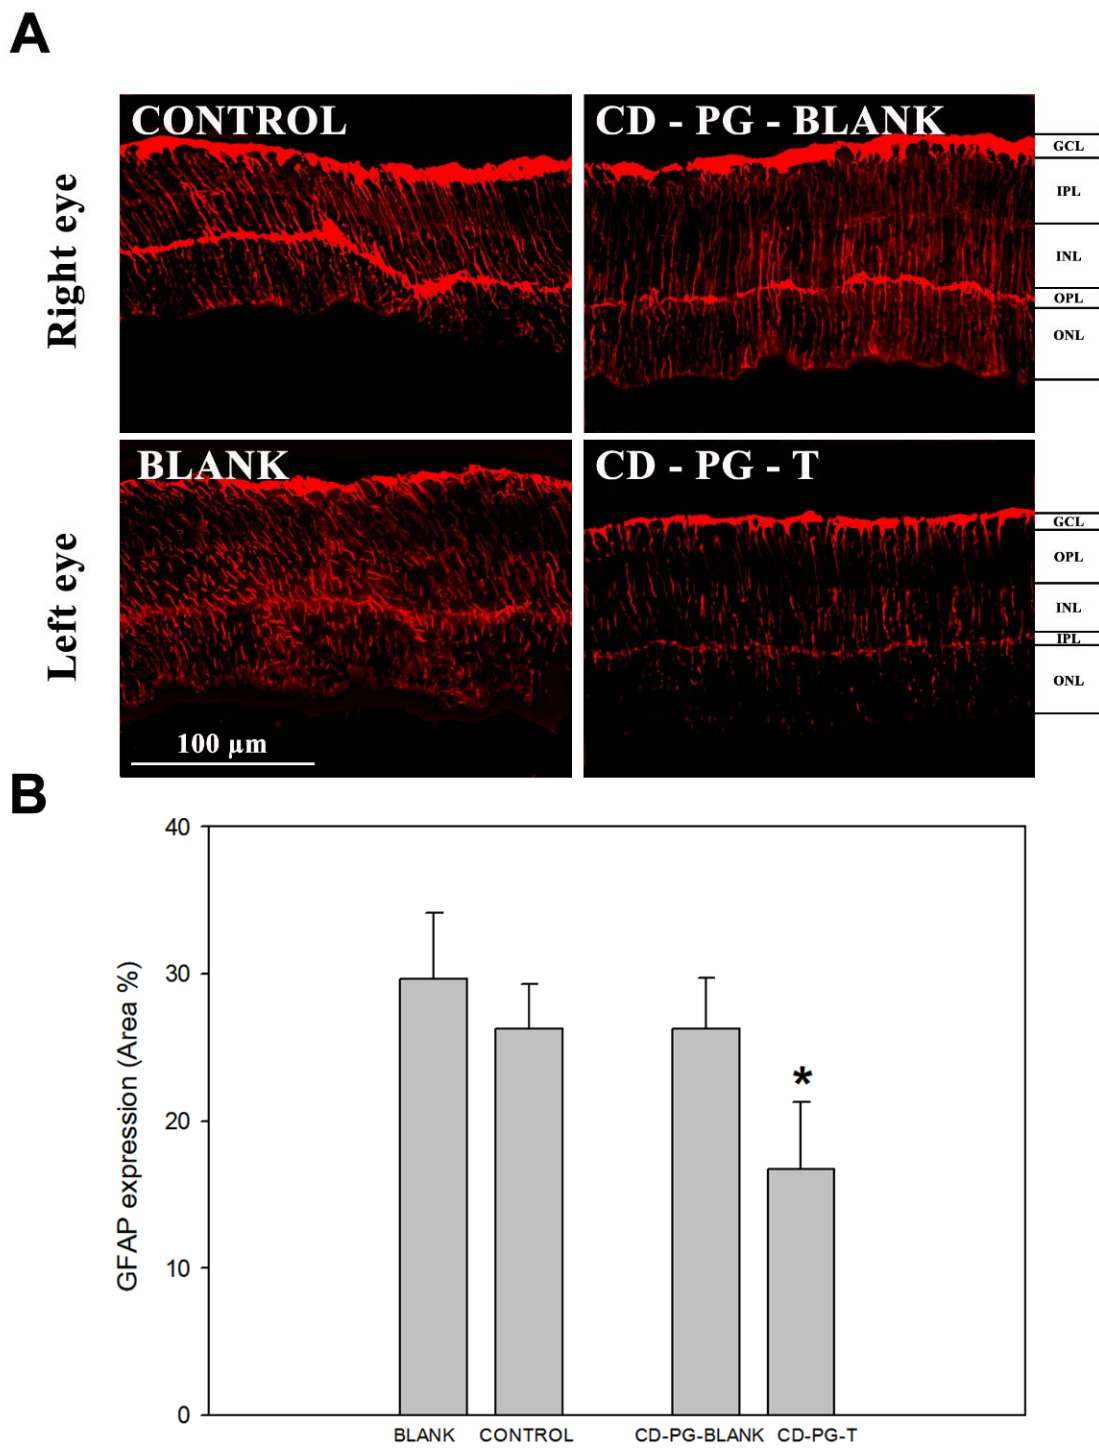 A
Right eye
CONTROL
CD - PG - BLANK
GCL
IPL
INL
OPL
ONL
Left eye
BLANK
100 µm
CD - PG - T
GCL
OPL
INL
IPL
ONL
B
GFAP expression (Area %)
40
30
20
10
0
*
BLANK
CONTROL
CD-PG-BLANK
CD-PG-T